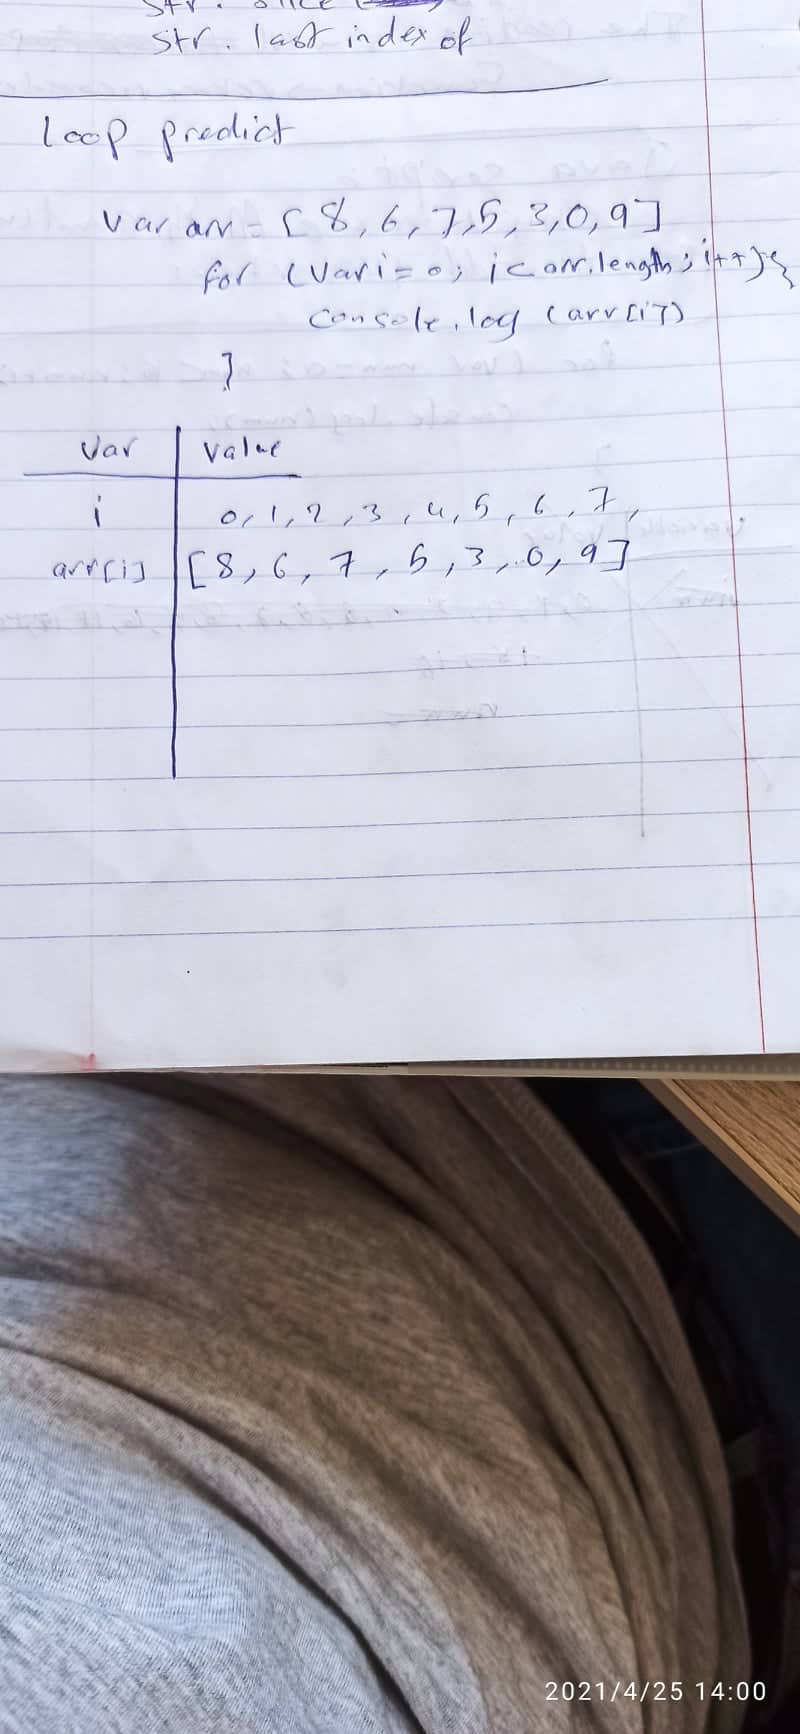 str. slice (
str. last index of
Loop predict
var arr = [ 8, 6, 7, 5, 3, 0, 9 ]
for (var i = 0; i < arr.length; i++) {
console.log (arr[i])
}
var value
i 0, 1, 2, 3, 4, 5, 6, 7,
arr[i] [8, 6, 7, 5, 3, 0, 9]
2021/4/25 14:00